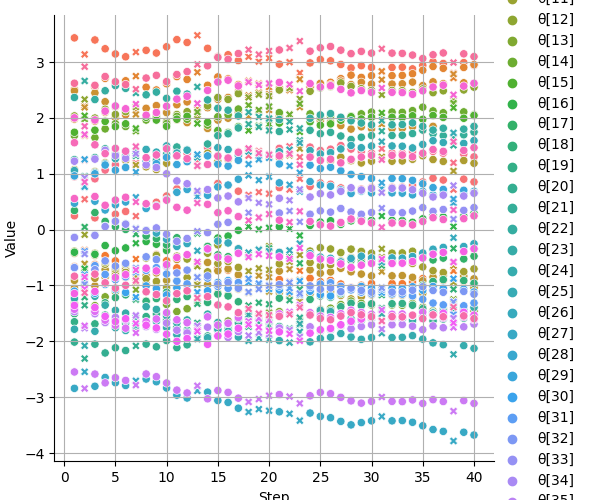 θ[11]
θ[12]
θ[13]
θ[14]
θ[15]
θ[16]
θ[17]
θ[18]
θ[19]
θ[20]
θ[21]
θ[22]
θ[23]
θ[24]
θ[25]
θ[26]
θ[27]
θ[28]
θ[29]
θ[30]
θ[31]
θ[32]
θ[33]
θ[34]
θ[35]
3
2
1
0
−1
−2
−3
−4
Value
0 5 10 15 20 25 30 35 40
Step